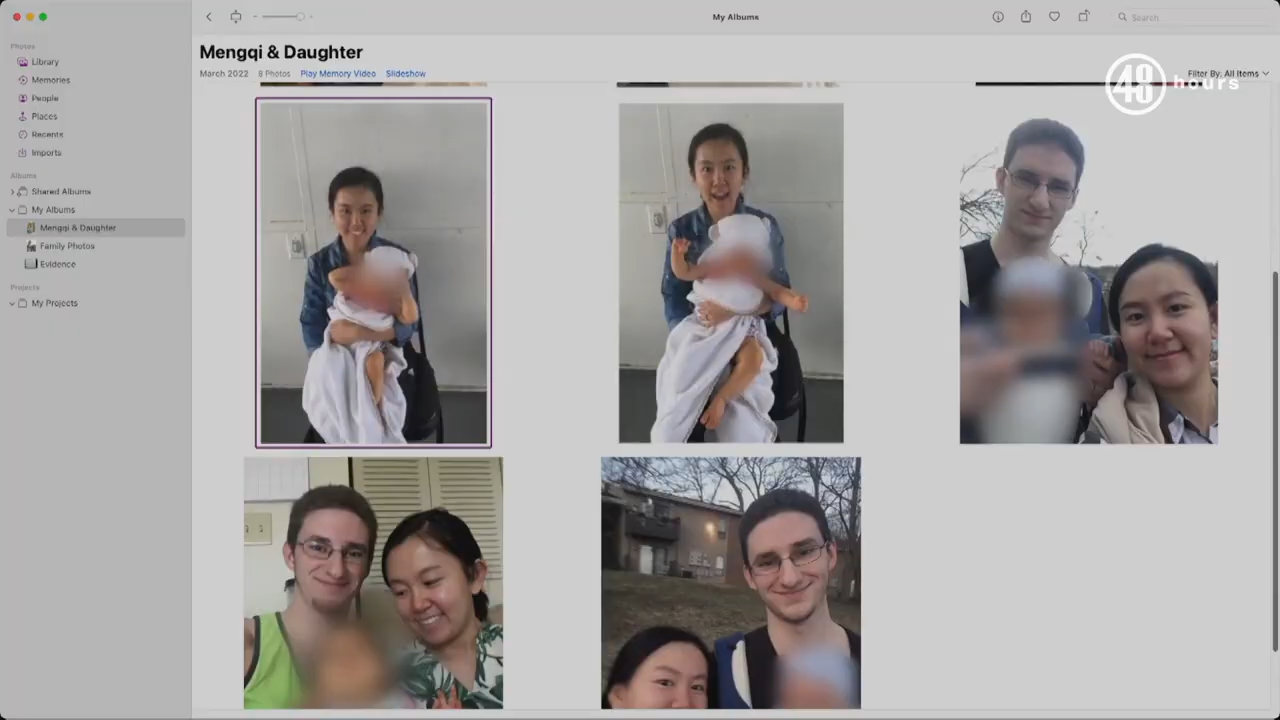 My Albums
Search
Photos
Library
Memories
People
Places
Recents
Imports
Albums
Shared Albums
My Albums
Mengqi & Daughter
Family Photos
Evidence
Projects
My Projects
Mengqi & Daughter
March 2022 8 Photos Play Memory Video Slideshow
Filter By: All Items
48 hours